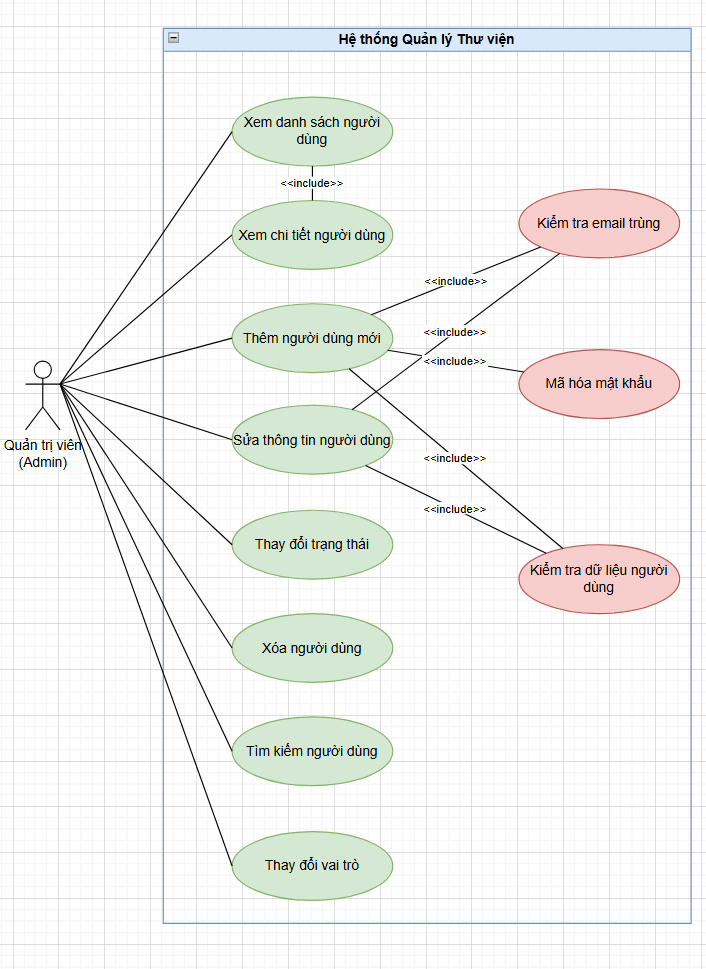 Hệ thống Quản lý Thư viện
Xem danh sách người
dùng
<<include>>
Xem chi tiết người dùng
Kiểm tra email trùng
<<include>>
Thêm người dùng mới
<<include>>
<<include>>
Mã hóa mật khẩu
Quản trị viên
(Admin)
Sửa thông tin người dùng
<<include>>
<<include>>
Thay đổi trạng thái
Kiểm tra dữ liệu người
dùng
Xóa người dùng
Tìm kiếm người dùng
Thay đổi vai trò